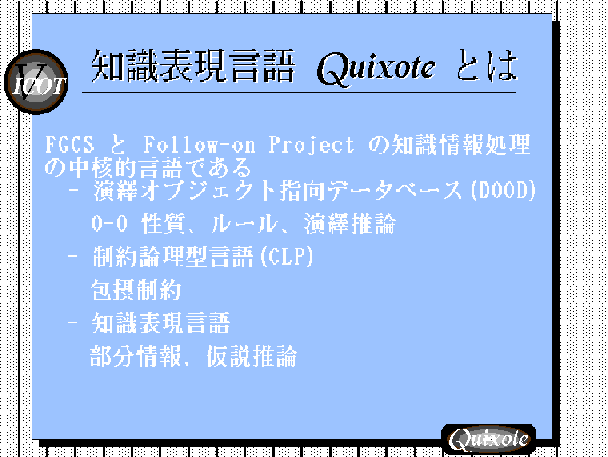 ICOT
知識表現言語 Quixote とは
FGCS と Follow-on Project の知識情報処理
の中核的言語である
- 演繹オブジェクト指向データベース(DOOD)
O-O 性質、ルール、演繹推論
- 制約論理型言語(CLP)
包摂制約
- 知識表現言語
部分情報，仮説推論
Quixote